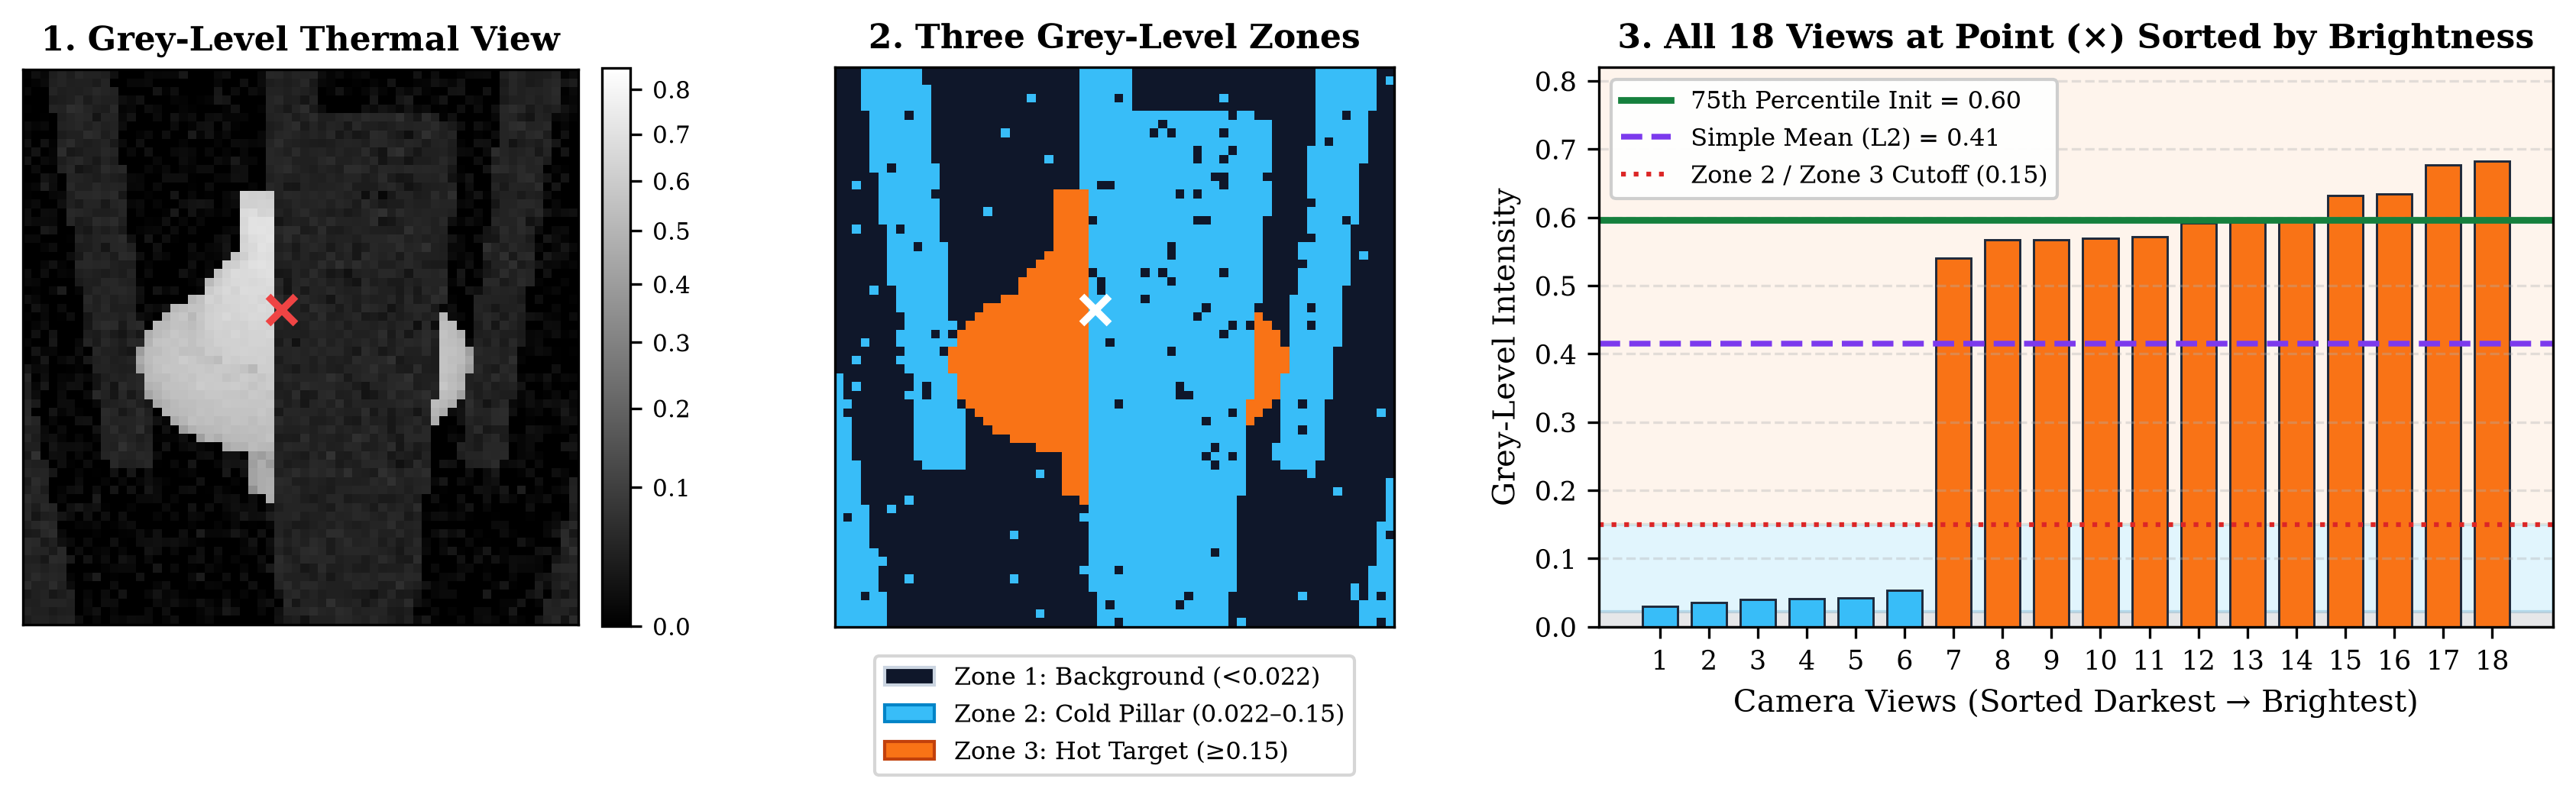 1. Grey-Level Thermal View
0.8
0.7
0.6
0.5
0.4
0.3
0.2
0.1
0.0
2. Three Grey-Level Zones
Zone 1: Background (<0.022)
Zone 2: Cold Pillar (0.022–0.15)
Zone 3: Hot Target (≥0.15)
3. All 18 Views at Point (×) Sorted by Brightness
75th Percentile Init = 0.60
Simple Mean (L2) = 0.41
Zone 2 / Zone 3 Cutoff (0.15)
Grey-Level Intensity
0.8
0.7
0.6
0.5
0.4
0.3
0.2
0.1
0.0
1 2 3 4 5 6 7 8 9 10 11 12 13 14 15 16 17 18
Camera Views (Sorted Darkest → Brightest)